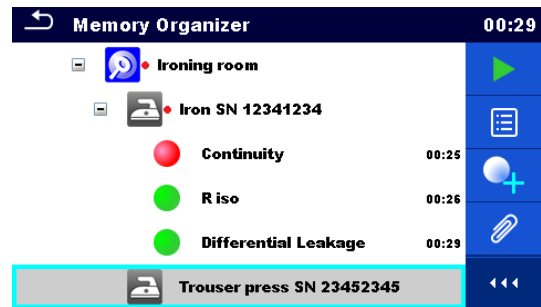 Memory Organizer 00:29
Ironing room
Iron SN 12341234
Continuity 00:25
R iso 00:26
Differential Leakage 00:29
Trouser press SN 23452345